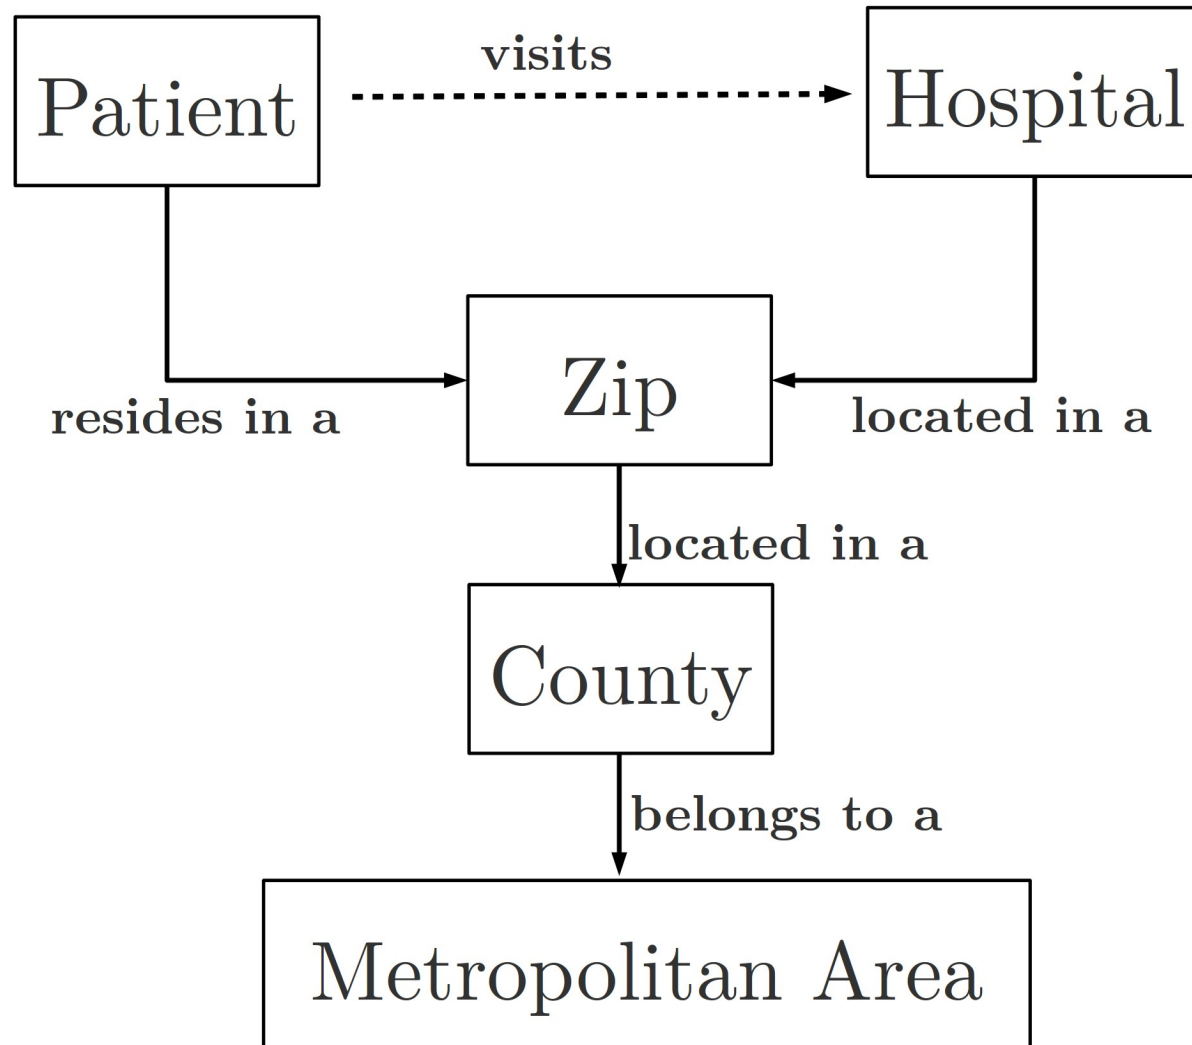 visits
Patient
Hospital
Zip
resides in a
located in a
located in a
County
belongs to a
Metropolitan Area